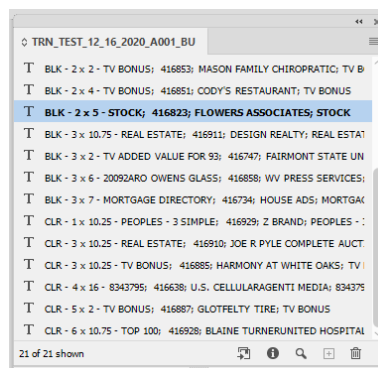 TRN_TEST_12_16_2020_A001_BU
T BLK - 2 x 2 - TV BONUS; 416853; MASON FAMILY CHIROPRATIC; TV B
T BLK - 2 x 4 - TV BONUS; 416851; CODY'S RESTAURANT; TV BONUS
T BLK - 2 x 5 - STOCK; 416823; FLOWERS ASSOCIATES; STOCK
T BLK - 3 x 10.75 - REAL ESTATE; 416911; DESIGN REALTY; REAL ESTAT
T BLK - 3 x 2 - TV ADDED VALUE FOR 93; 416747; FAIRMONT STATE UN
T BLK - 3 x 6 - 20092ARO OWENS GLASS; 416858; WV PRESS SERVICES;
T BLK - 3 x 7 - MORTGAGE DIRECTORY; 416734; HOUSE ADS; MORTGAG
T CLR - 1 x 10.25 - PEOPLES - 3 SIMPLE; 416929; Z BRAND; PEOPLES -
T CLR - 3 x 10.25 - REAL ESTATE; 416910; JOE R PYLE COMPLETE AUCT
T CLR - 3 x 10.25 - TV BONUS; 416885; HARMONY AT WHITE OAKS; TV
T CLR - 4 x 16 - 8343795; 416638; U.S. CELLULARAGENTI MEDIA; 834379
T CLR - 5 x 2 - TV BONUS; 416887; GLOTFELTY TIRE; TV BONUS
T CLR - 6 x 10.75 - TOP 100; 416928; BLAINE TURNERUNITED HOSPITAL
21 of 21 shown